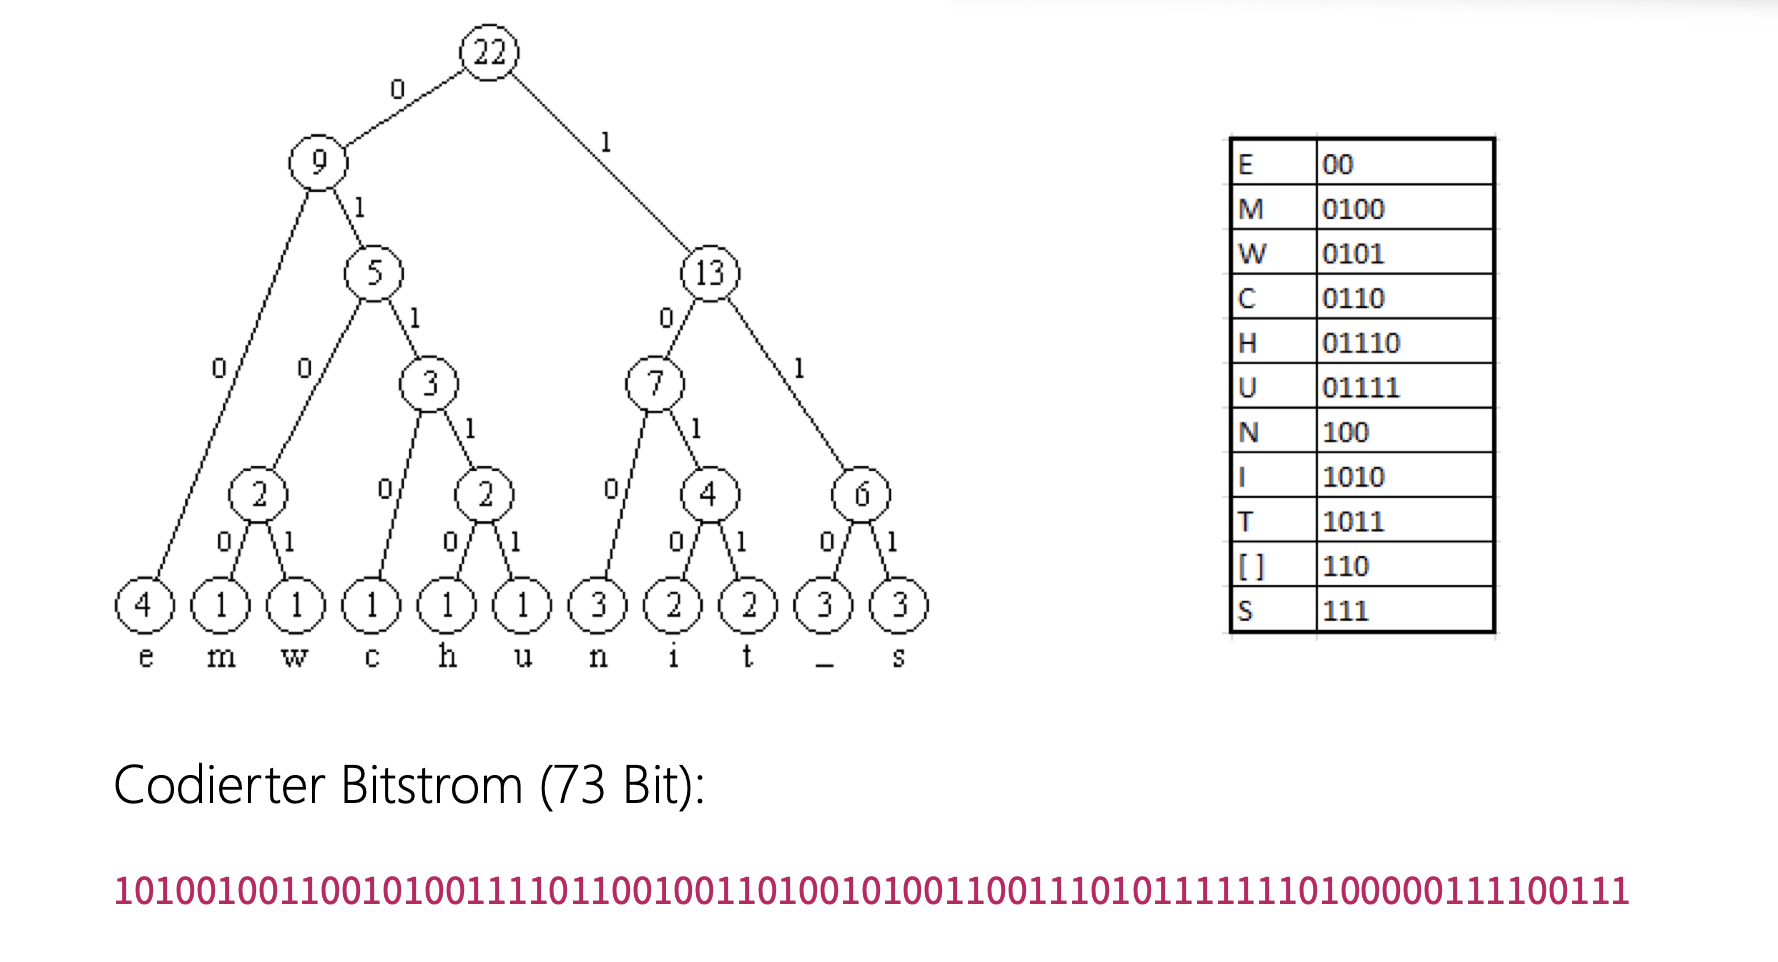 22
0
1
9
1
5
13
1
0
0
0
3
7
1
1
1
0
0
2
2
4
6
0 1
0 1
0 1
0 1
4 1 1 1 1 1 3 2 2 3 3
e m w c h u n i t _ s
E 00
M 0100
W 0101
C 0110
H 01110
U 01111
N 100
I 1010
T 1011
[ ] 110
S 111
Codierter Bitstrom (73 Bit):
1010010011001010011110110010011010010100110011101011111110100000111100111